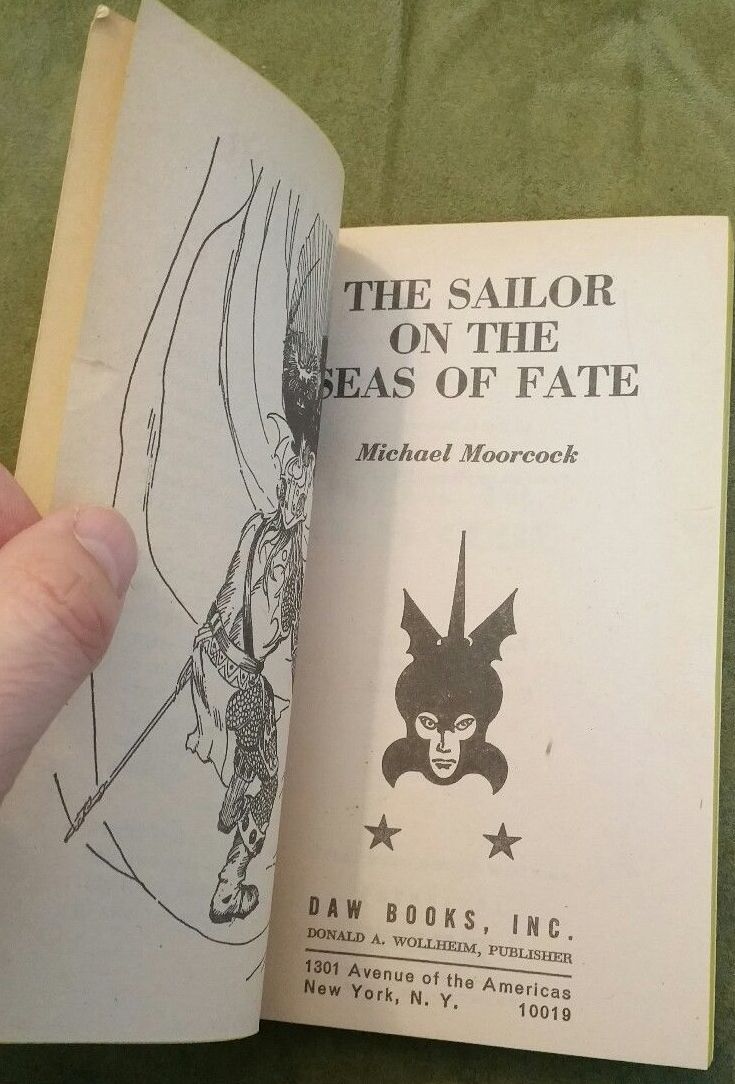 THE SAILOR
ON THE
SEAS OF FATE
Michael Moorcock
DAW BOOKS, INC.
DONALD A. WOLLHEIM, PUBLISHER
1301 Avenue of the Americas
New York, N. Y. 10019